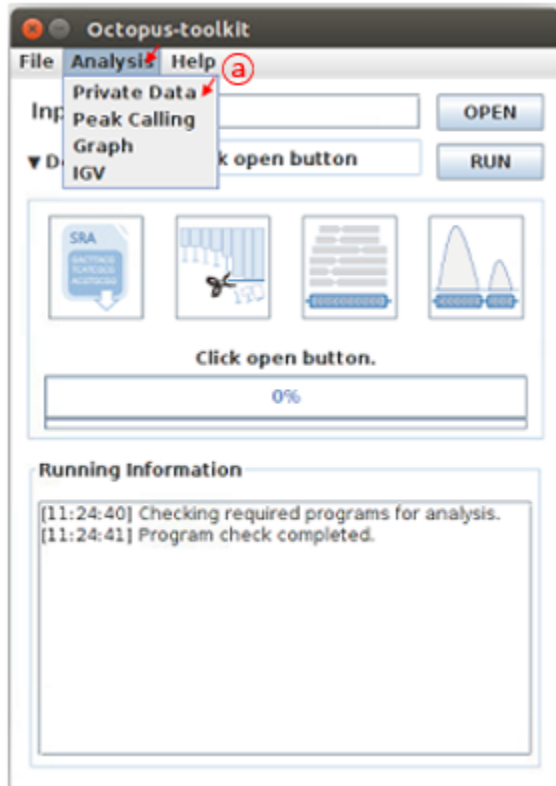 Octopus-toolkit
File Analysis Help
a
Private Data
Peak Calling
Graph
IGV
Inp
OPEN
▼ D
k open button
RUN
SRA
Click open button.
0%
Running Information
[11:24:40] Checking required programs for analysis.
[11:24:41] Program check completed.